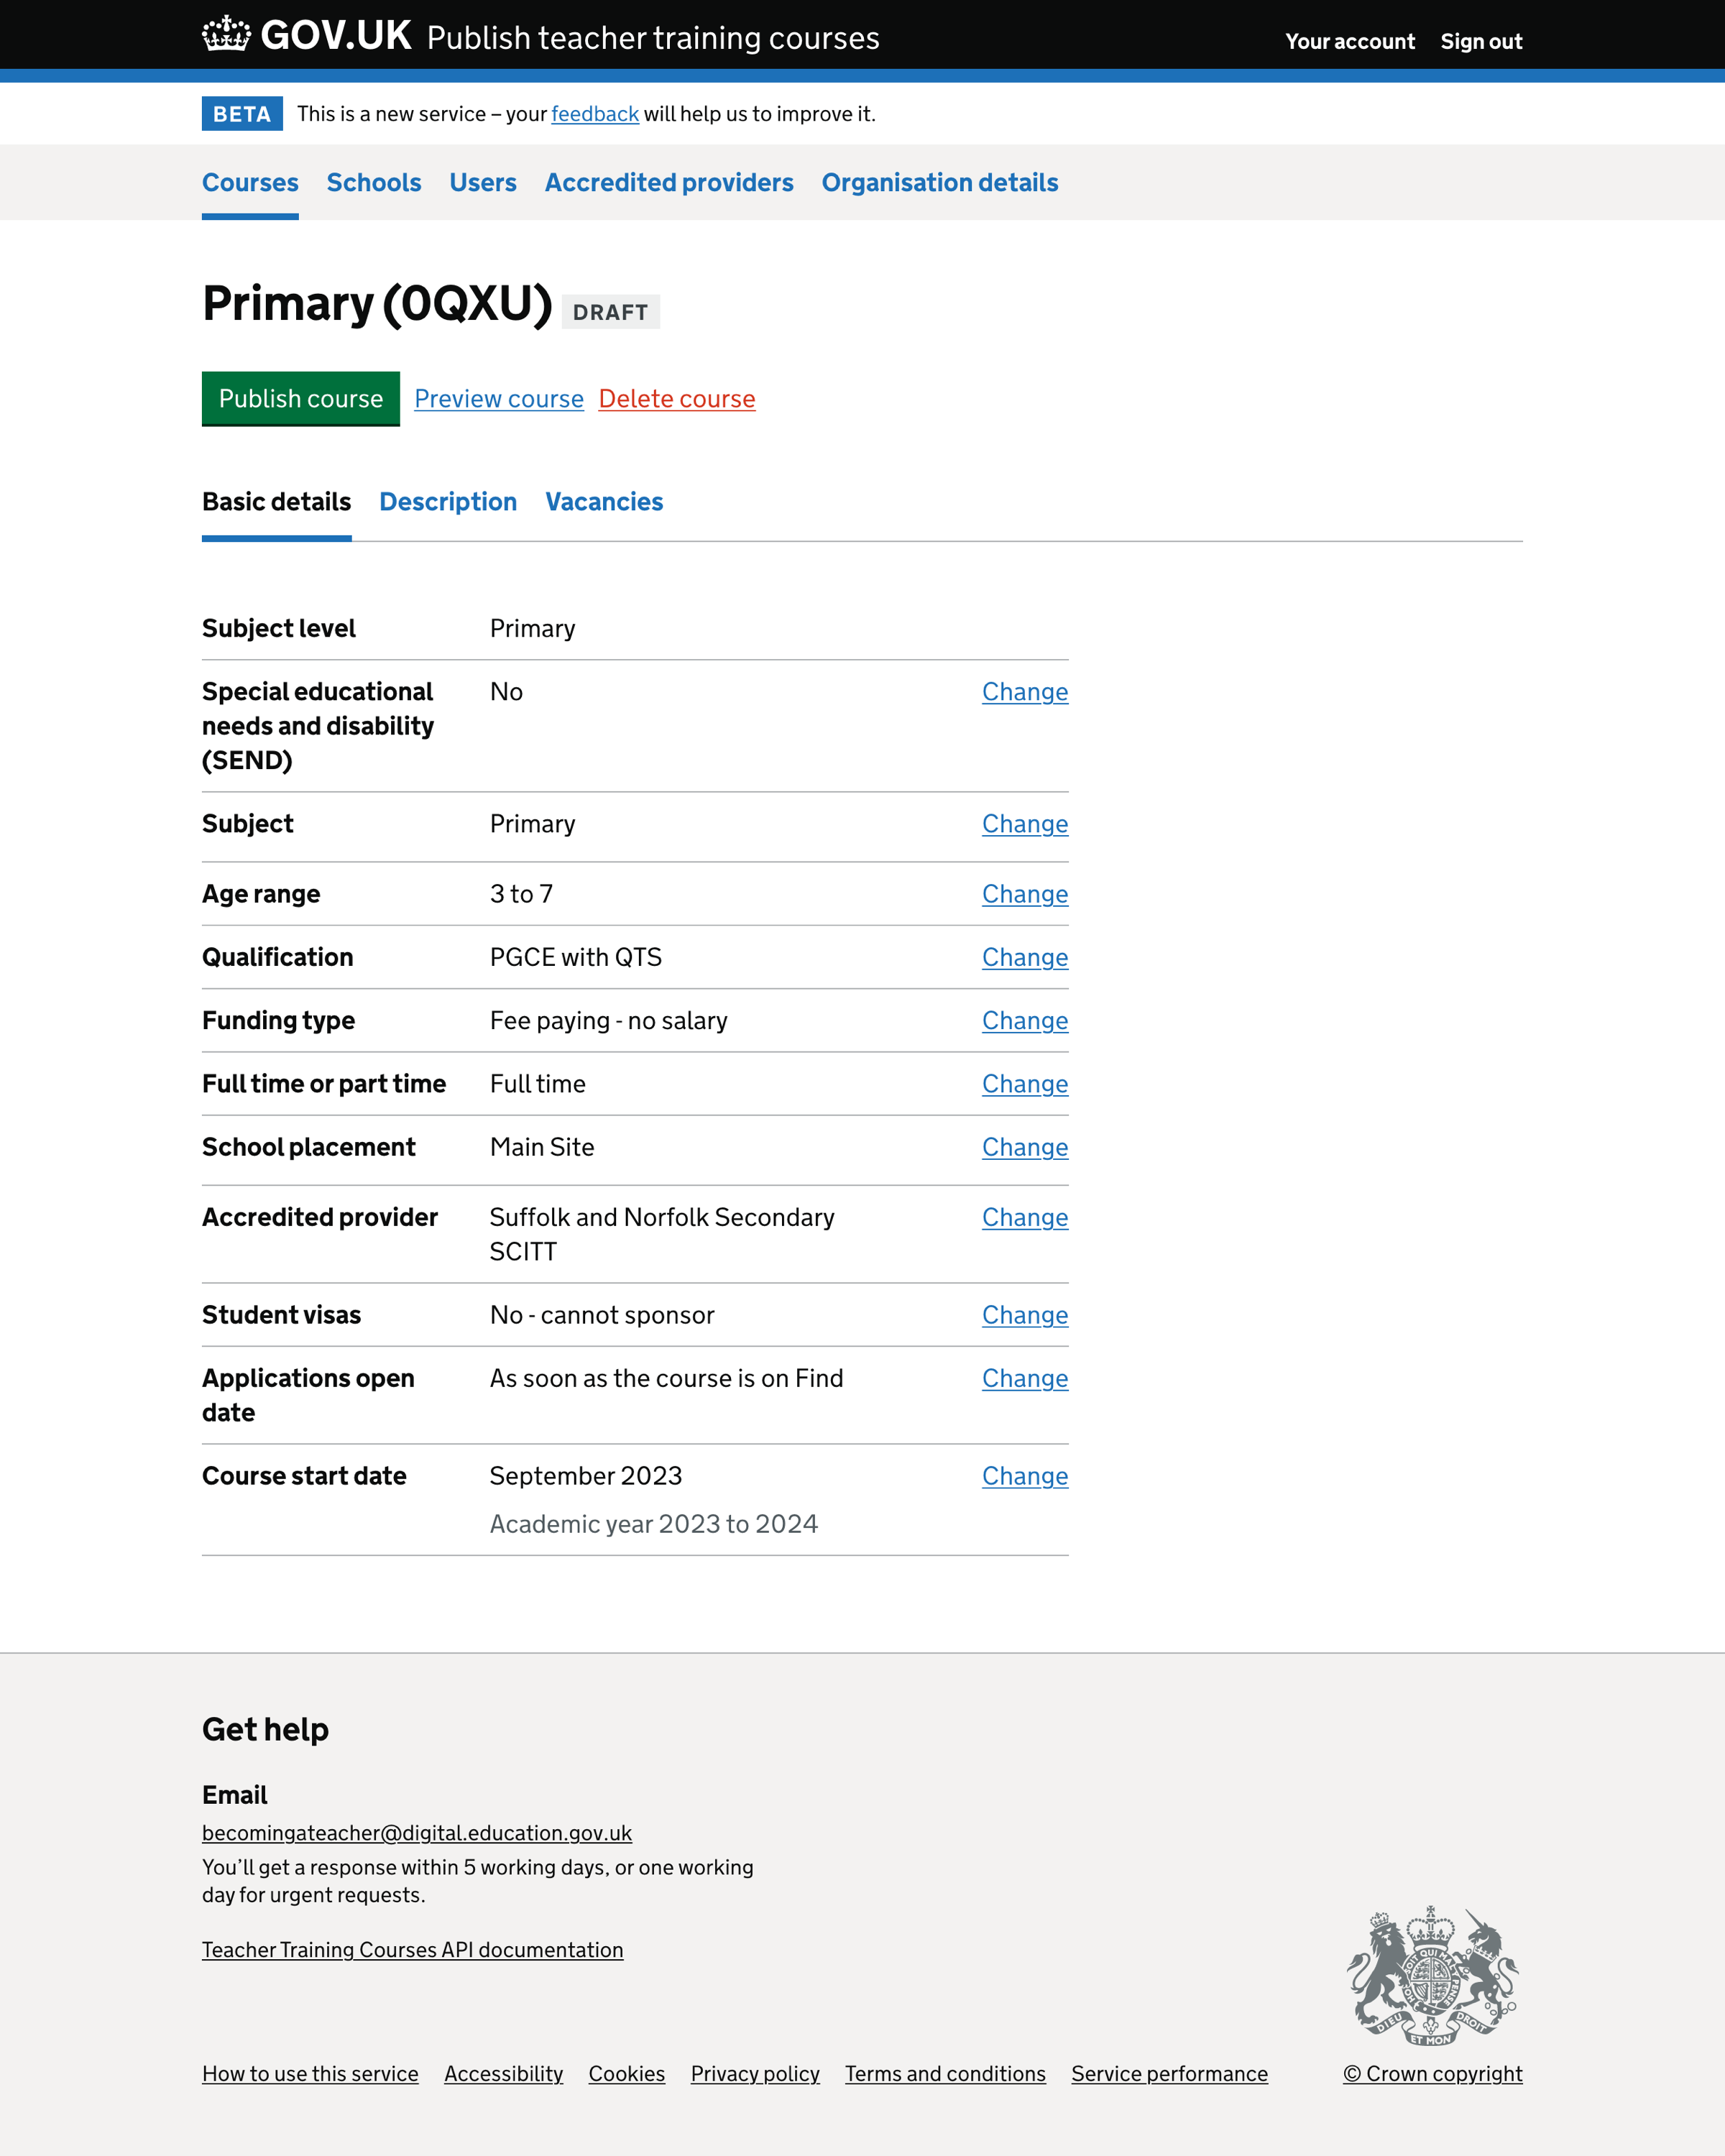 GOV.UK Publish teacher training courses
Your account Sign out
BETA This is a new service – your feedback will help us to improve it.
Courses Schools Users Accredited providers Organisation details
Primary (0QXU) DRAFT
Publish course Preview course Delete course
Basic details Description Vacancies
Subject level Primary
Special educational No Change
needs and disability
(SEND)
Subject Primary Change
Age range 3 to 7 Change
Qualification PGCE with QTS Change
Funding type Fee paying - no salary Change
Full time or part time Full time Change
School placement Main Site Change
Accredited provider Suffolk and Norfolk Secondary Change
SCITT
Student visas No - cannot sponsor Change
Applications open As soon as the course is on Find Change
date
Course start date September 2023 Change
Academic year 2023 to 2024
Get help
Email
becomingateacher@digital.education.gov.uk
You’ll get a response within 5 working days, or one working
day for urgent requests.
Teacher Training Courses API documentation
DIEU ET MON DROIT
How to use this service Accessibility Cookies Privacy policy Terms and conditions Service performance
© Crown copyright